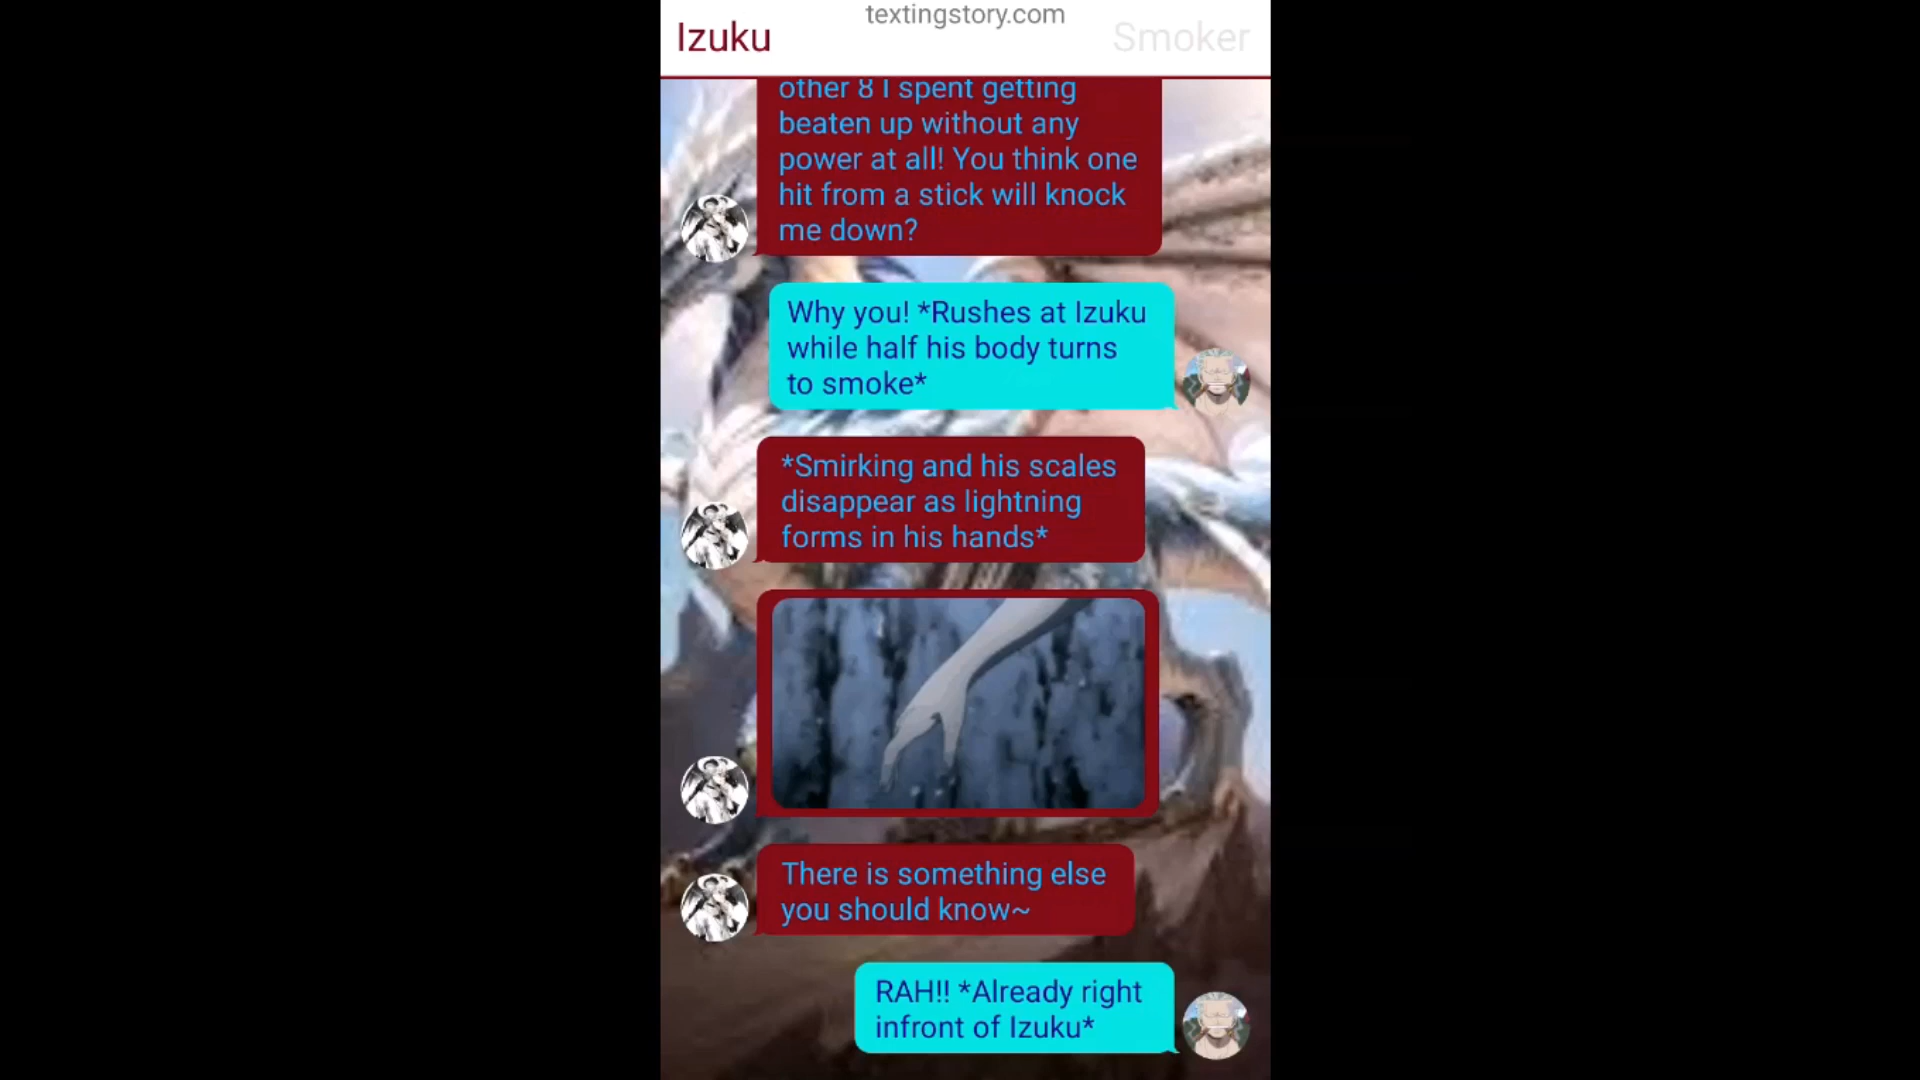 textingstory.com
Izuku
Smoker
other 8 I spent getting
beaten up without any
power at all! You think one
hit from a stick will knock
me down?
Why you! *Rushes at Izuku
while half his body turns
to smoke*
*Smirking and his scales
disappear as lightning
forms in his hands*
There is something else
you should know~
RAH!! *Already right
infront of Izuku*